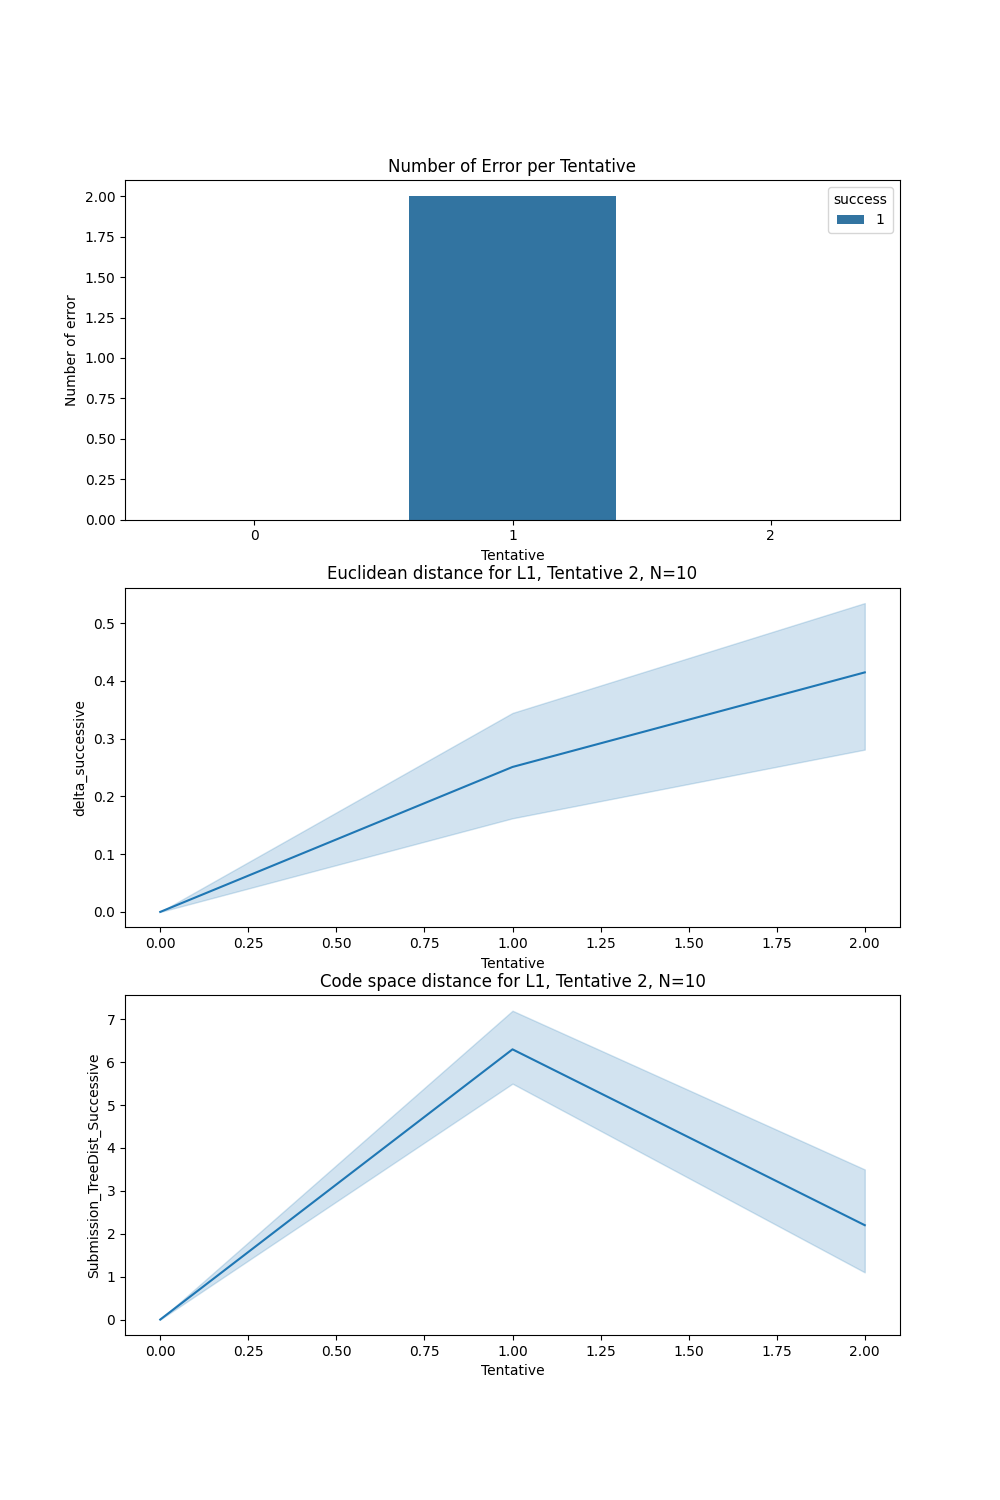 Number of Error per Tentative
success
1
2.00
1.75
1.50
1.25
1.00
0.75
0.50
0.25
0.00
Number of error
0 1 2
Tentative
Euclidean distance for L1, Tentative 2, N=10
0.5
0.4
0.3
0.2
0.1
0.0
delta_successive
0.00 0.25 0.50 0.75 1.00 1.25 1.50 1.75 2.00
Tentative
Code space distance for L1, Tentative 2, N=10
7
6
5
4
3
2
1
0
Submission_TreeDist_Successive
0.00 0.25 0.50 0.75 1.00 1.25 1.50 1.75 2.00
Tentative